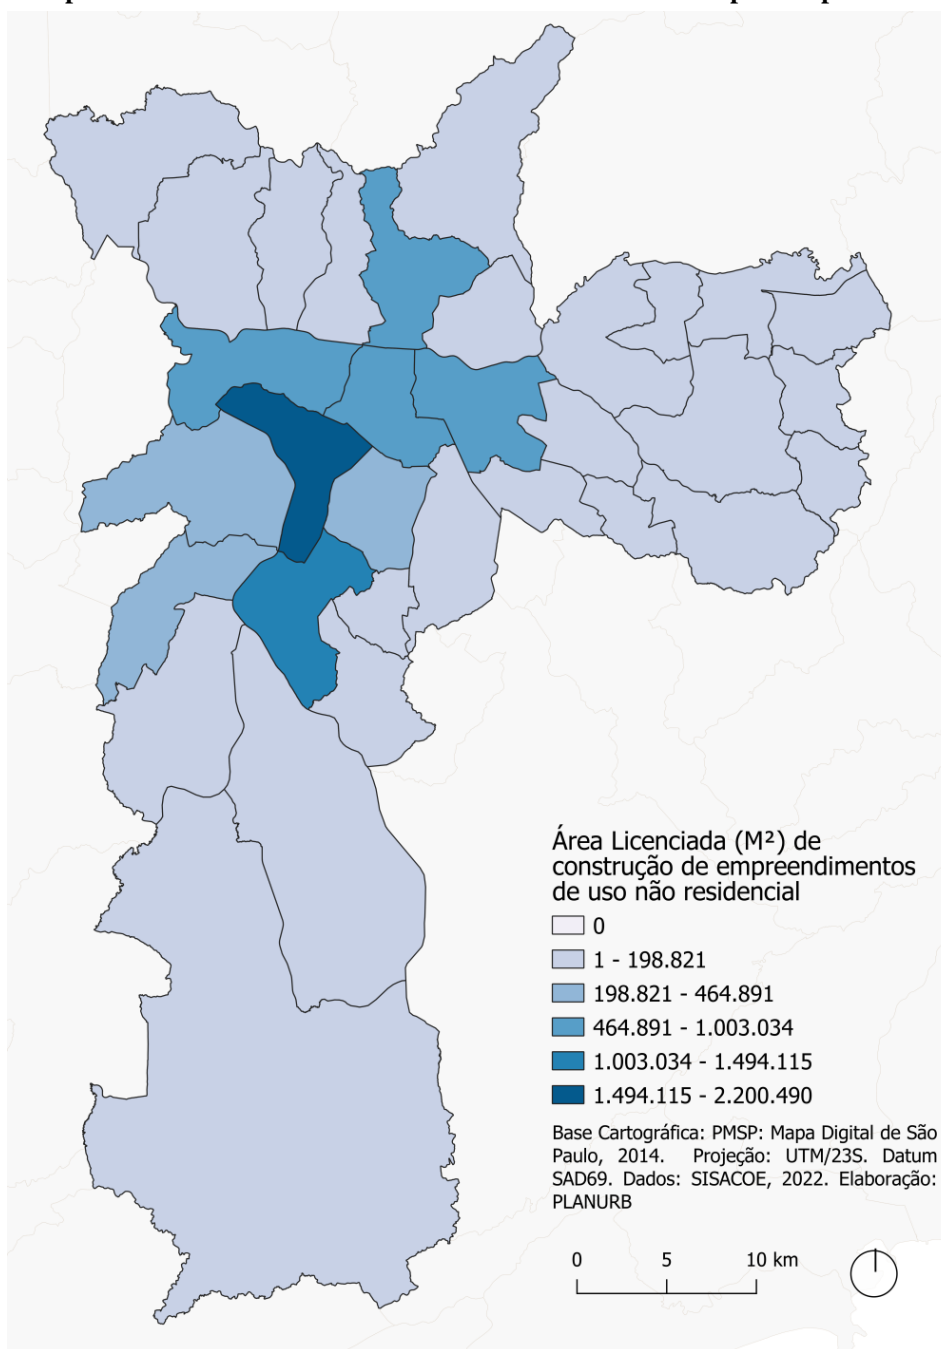 Área Licenciada (M²) de
construção de empreendimentos
de uso não residencial
0
1 - 198.821
198.821 - 464.891
464.891 - 1.003.034
1.003.034 - 1.494.115
1.494.115 - 2.200.490
Base Cartográfica: PMSP: Mapa Digital de São
Paulo, 2014. Projeção: UTM/23S. Datum
SAD69. Dados: SISACOE, 2022. Elaboração:
PLANURB
0 5 10 km